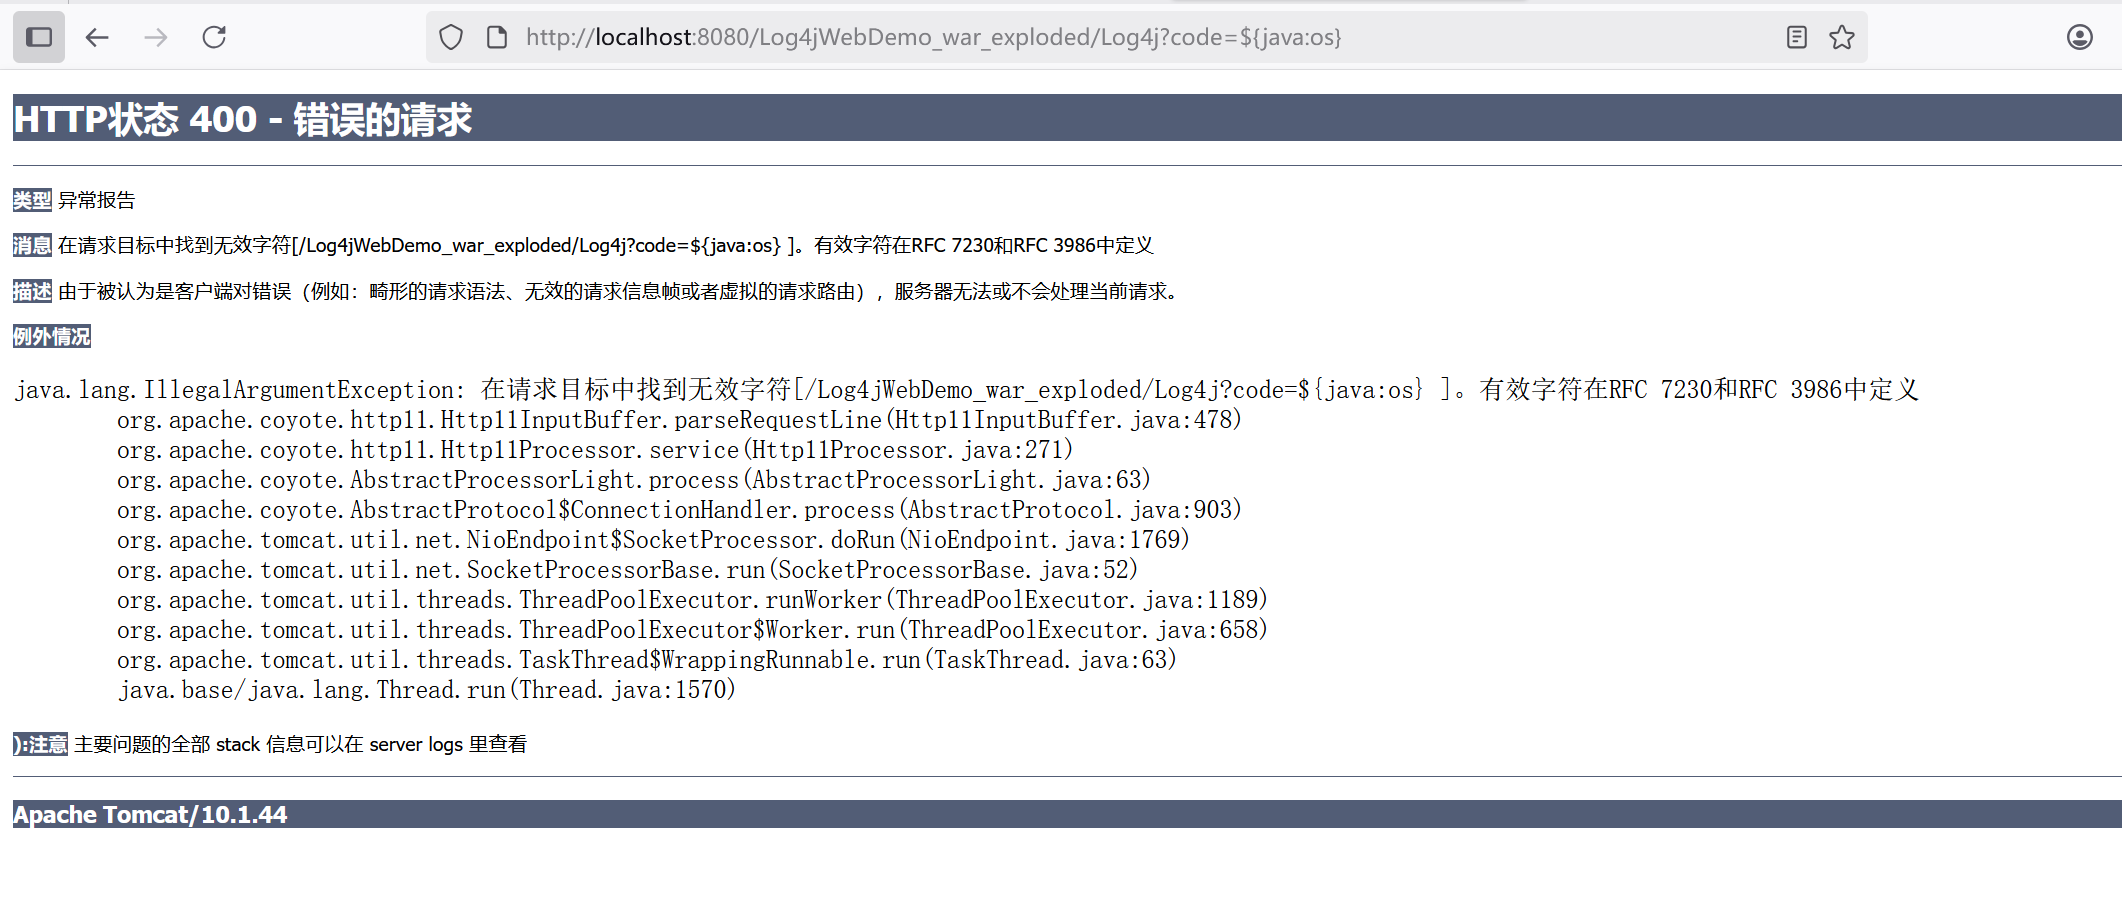 http://localhost:8080/Log4jWebDemo_war_exploded/Log4j?code=${java:os}
HTTP状态 400 - 错误的请求
类型 异常报告
消息 在请求目标中找到无效字符[/Log4jWebDemo_war_exploded/Log4j?code=${java:os} ]。有效字符在RFC 7230和RFC 3986中定义
描述 由于被认为是客户端对错误（例如：畸形的请求语法、无效的请求信息帧或者虚拟的请求路由），服务器无法或不会处理当前请求。
例外情况
java.lang.IllegalArgumentException: 在请求目标中找到无效字符[/Log4jWebDemo_war_exploded/Log4j?code=${java:os} ]。有效字符在RFC 7230和RFC 3986中定义
org.apache.coyote.http11.Http11InputBuffer.parseRequestLine(Http11InputBuffer.java:478)
org.apache.coyote.http11.Http11Processor.service(Http11Processor.java:271)
org.apache.coyote.AbstractProcessorLight.process(AbstractProcessorLight.java:63)
org.apache.coyote.AbstractProtocol$ConnectionHandler.process(AbstractProtocol.java:903)
org.apache.tomcat.util.net.NioEndpoint$SocketProcessor.doRun(NioEndpoint.java:1769)
org.apache.tomcat.util.net.SocketProcessorBase.run(SocketProcessorBase.java:52)
org.apache.tomcat.util.threads.ThreadPoolExecutor.runWorker(ThreadPoolExecutor.java:1189)
org.apache.tomcat.util.threads.ThreadPoolExecutor$Worker.run(ThreadPoolExecutor.java:658)
org.apache.tomcat.util.threads.TaskThread$WrappingRunnable.run(TaskThread.java:63)
java.base/java.lang.Thread.run(Thread.java:1570)
):注意 主要问题的全部 stack 信息可以在 server logs 里查看
Apache Tomcat/10.1.44